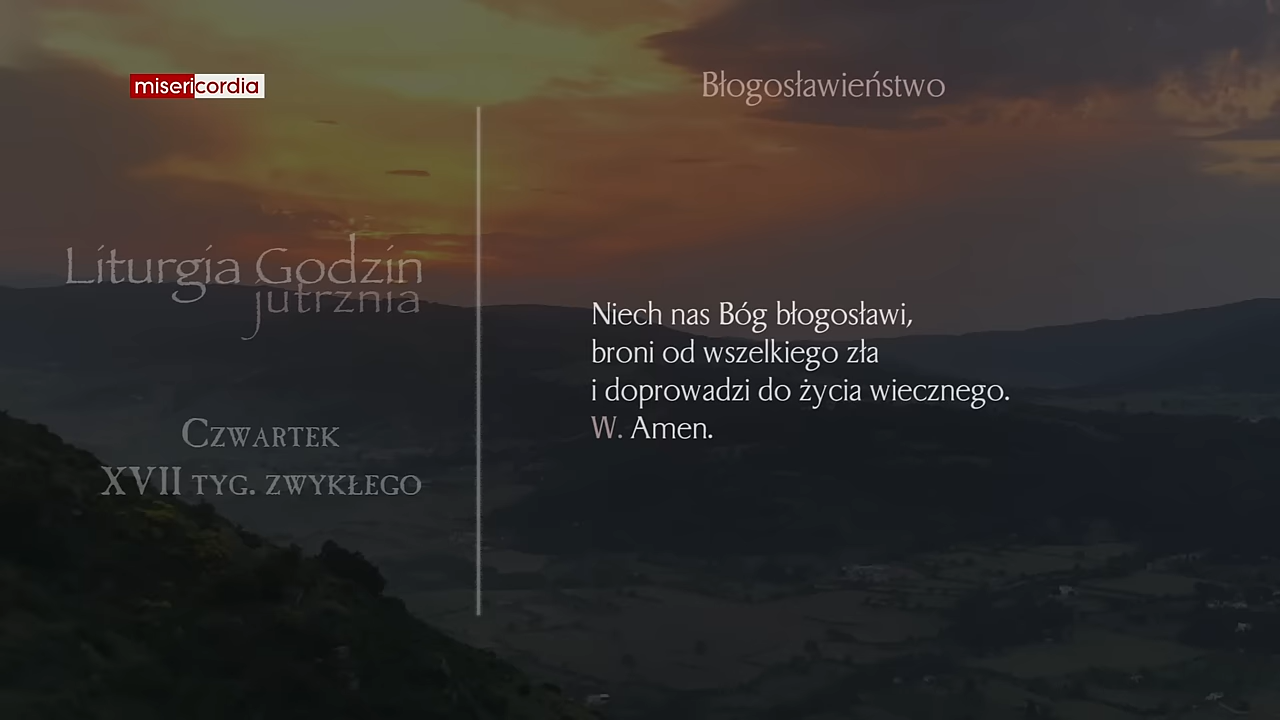 misericordia
Błogosławieństwo
Liturgia Godzin
jutrznia
Czwartek
XVII tyg. zwykłego
Niech nas Bóg błogosławi,
broni od wszelkiego zła
i doprowadzi do życia wiecznego.
W. Amen.